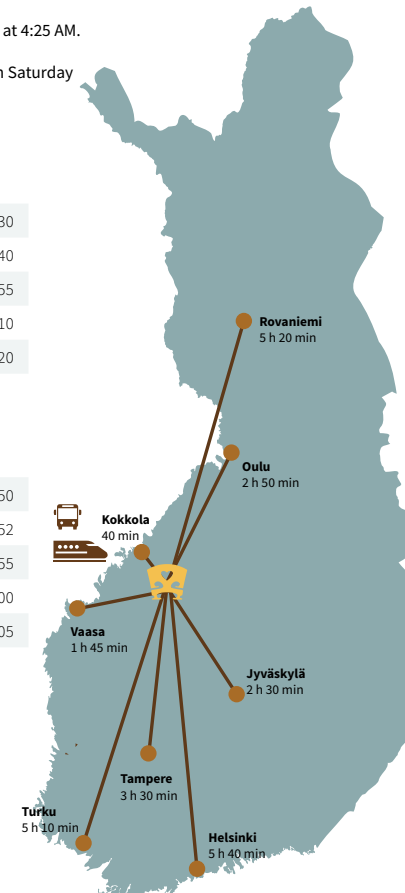 at 4:25 AM.
Saturday
30
40
55
10
20
Rovaniemi
5 h 20 min
Oulu
2 h 50 min
50
Kokkola
40 min
52
55
00
05
Vaasa
1 h 45 min
Jyväskylä
2 h 30 min
Tampere
3 h 30 min
Turku
5 h 10 min
Helsinki
5 h 40 min